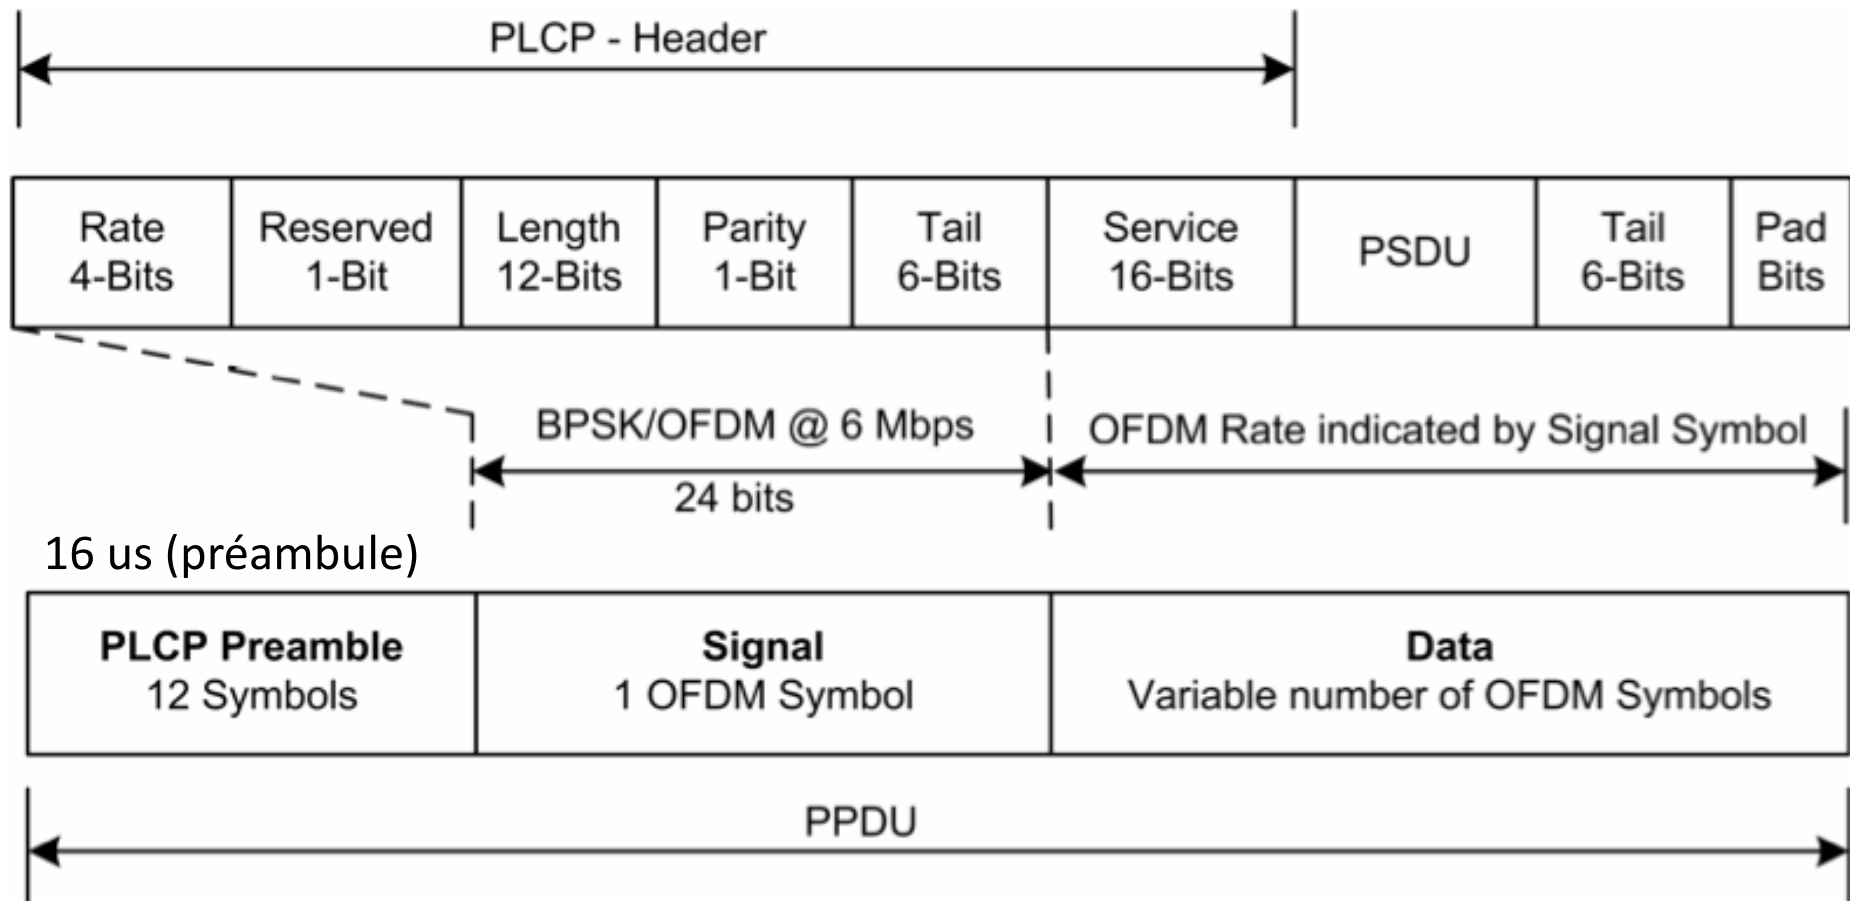 PLCP - Header
Rate
4-Bits
Reserved
1-Bit
Length
12-Bits
Parity
1-Bit
Tail
6-Bits
Service
16-Bits
PSDU
Tail
6-Bits
Pad
Bits
BPSK/OFDM @ 6 Mbps
24 bits
OFDM Rate indicated by Signal Symbol
16 us (préambule)
PLCP Preamble
12 Symbols
Signal
1 OFDM Symbol
Data
Variable number of OFDM Symbols
PPDU